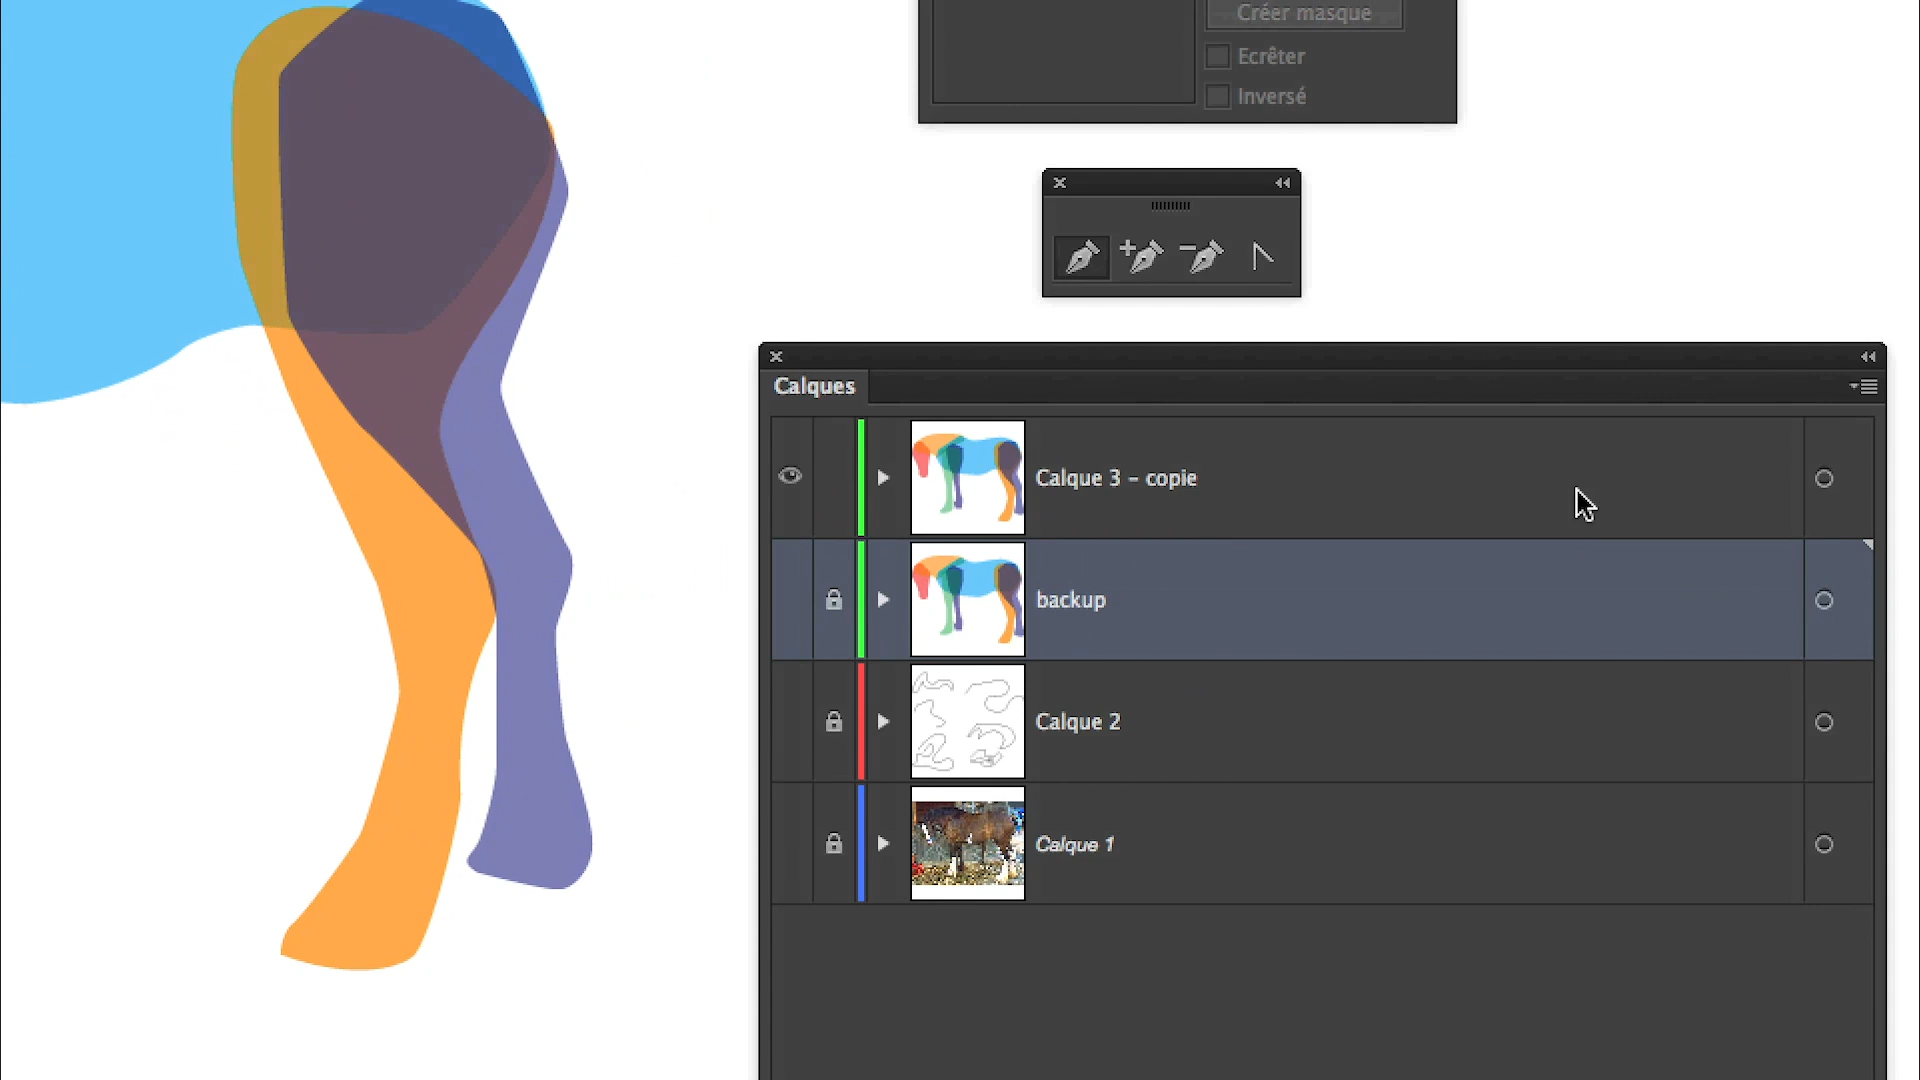 Créer masque
Ecrêter
Inversé
Calques
Calque 3 – copie
backup
Calque 2
Calque 1